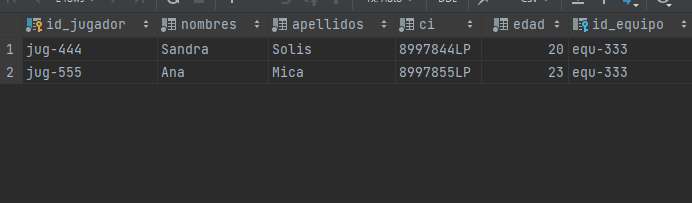 id_jugador nombres apellidos ci edad id_equipo
1 jug-444 Sandra Solis 8997844LP 20 equ-333
2 jug-555 Ana Mica 8997855LP 23 equ-333